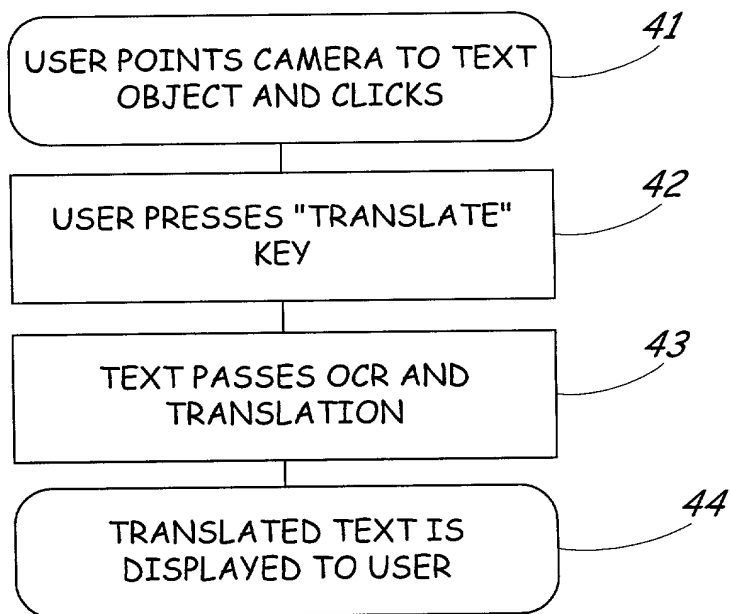 41
USER POINTS CAMERA TO TEXT
OBJECT AND CLICKS
42
USER PRESSES "TRANSLATE"
KEY
43
TEXT PASSES OCR AND
TRANSLATION
44
TRANSLATED TEXT IS
DISPLAYED TO USER